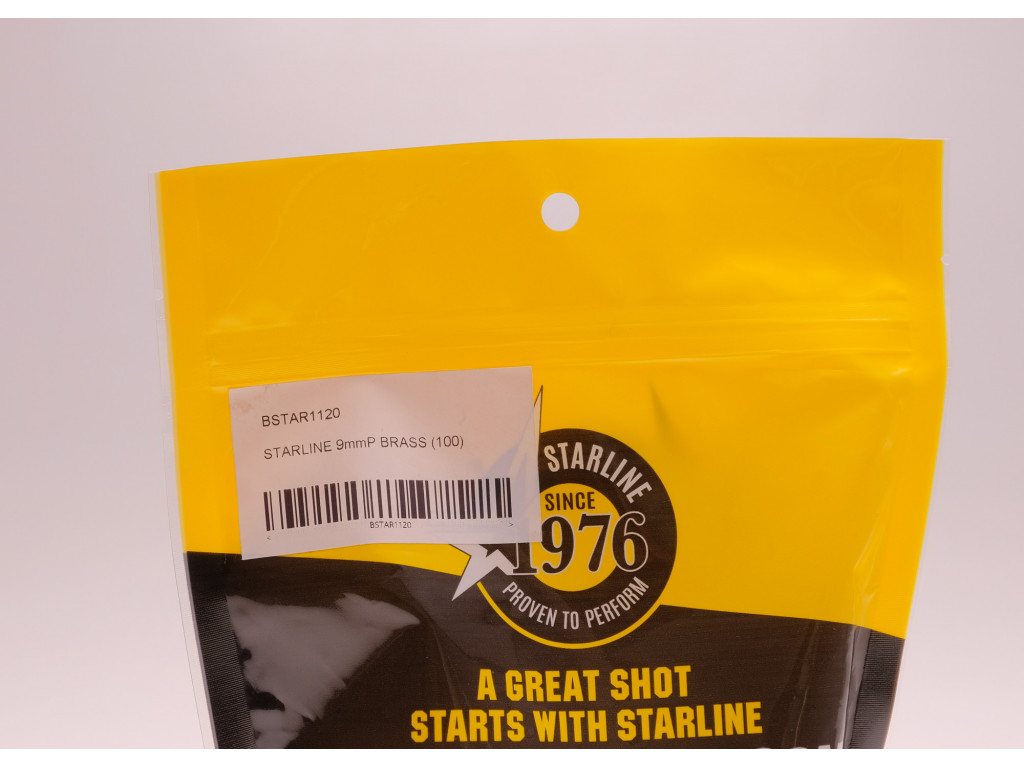 BSTAR1120
STARLINE 9mmP BRASS (100)
BSTAR1120
< >
STARLINE
SINCE
1976
PROVEN TO PERFORM
A GREAT SHOT
STARTS WITH STARLINE